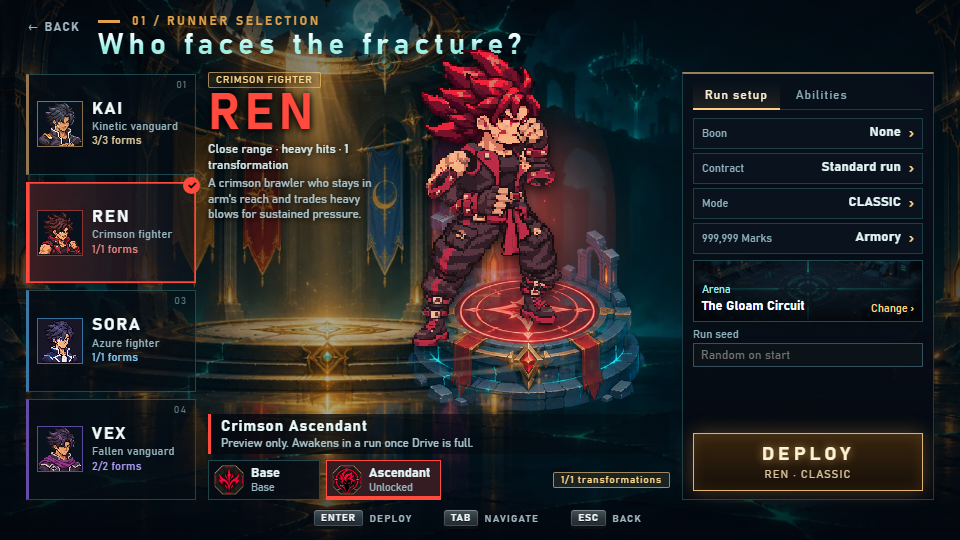 ← BACK
01 / RUNNER SELECTION
Who faces the fracture?
01
KAI
Kinetic vanguard
3/3 forms
REN
Crimson fighter
1/1 forms
03
SORA
Azure fighter
1/1 forms
04
VEX
Fallen vanguard
2/2 forms
CRIMSON FIGHTER
REN
Close range · heavy hits · 1
transformation
A crimson brawler who stays in
arm's reach and trades heavy
blows for sustained pressure.
Crimson Ascendant
Preview only. Awakens in a run once Drive is full.
Base
Base
Ascendant
Unlocked
1/1 transformations
Run setup
Abilities
Boon
None ›
Contract
Standard run ›
Mode
CLASSIC ›
999,999 Marks
Armory ›
Arena
The Gloam Circuit
Change ›
Run seed
Random on start
DEPLOY
REN · CLASSIC
ENTER DEPLOY
TAB NAVIGATE
ESC BACK